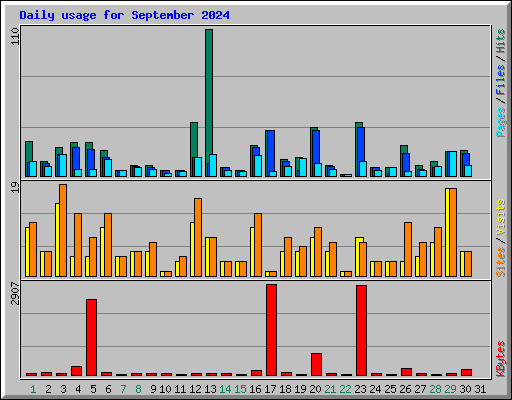 Daily usage for September 2024
110
Pages / Files / Hits
19
Sites / Visits
2907
KBytes
1 2 3 4 5 6 7 8 9 10 11 12 13 14 15 16 17 18 19 20 21 22 23 24 25 26 27 28 29 30 31